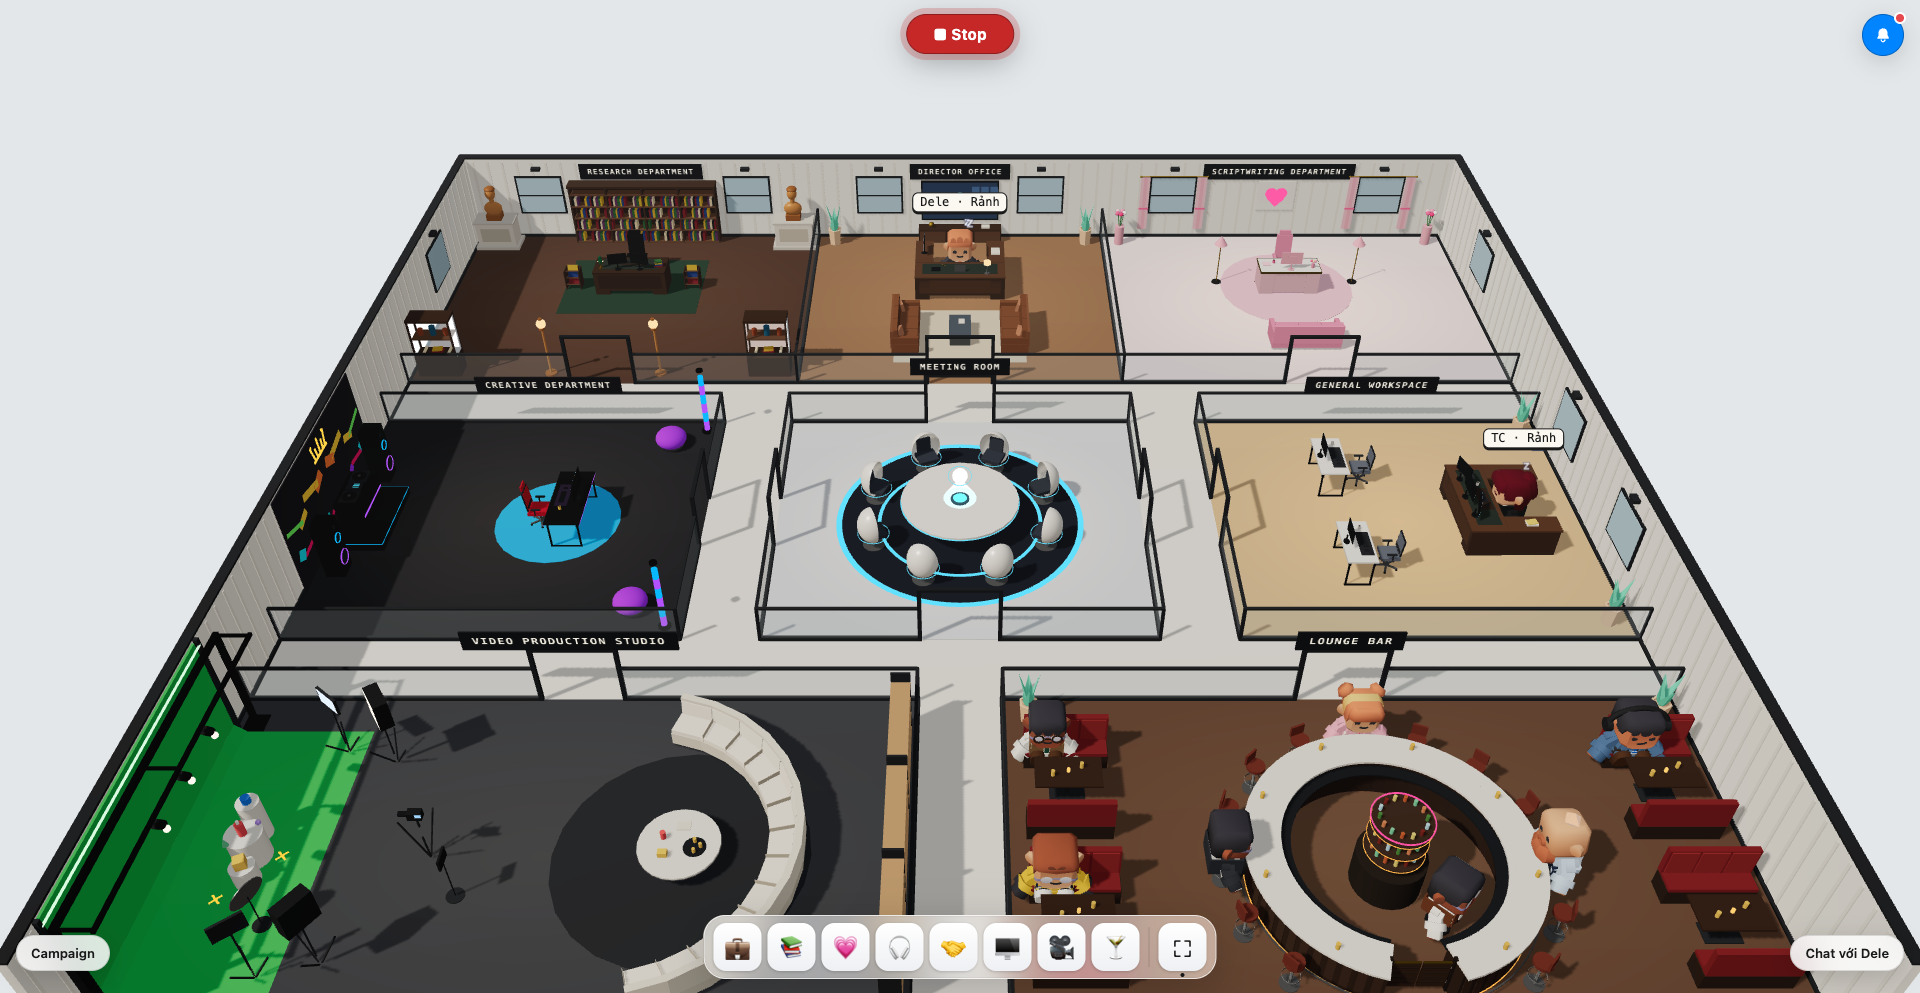 Stop
RESEARCH DEPARTMENT
DIRECTOR OFFICE
SCRIPTWRITING DEPARTMENT
Dele · Rảnh
MEETING ROOM
CREATIVE DEPARTMENT
GENERAL WORKSPACE
TC · Rảnh
VIDEO PRODUCTION STUDIO
LOUNGE BAR
Campaign
Chat với Dele